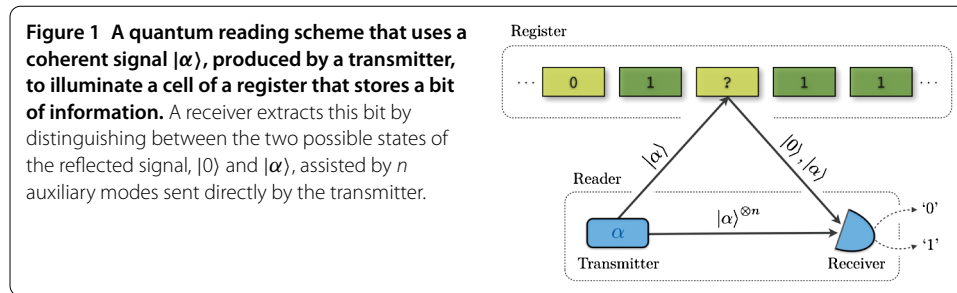 Figure 1 A quantum reading scheme that uses a
coherent signal |α⟩, produced by a transmitter,
to illuminate a cell of a register that stores a bit
of information. A receiver extracts this bit by
distinguishing between the two possible states
of the reflected signal, |0⟩ and |α⟩, assisted by n
auxiliary modes sent directly by the transmitter.
Register
··· 0 1 ? 1 1 ···
|α⟩
|0⟩, |α⟩
Reader
α
|α⟩⊗n
'0'
'1'
Transmitter
Receiver